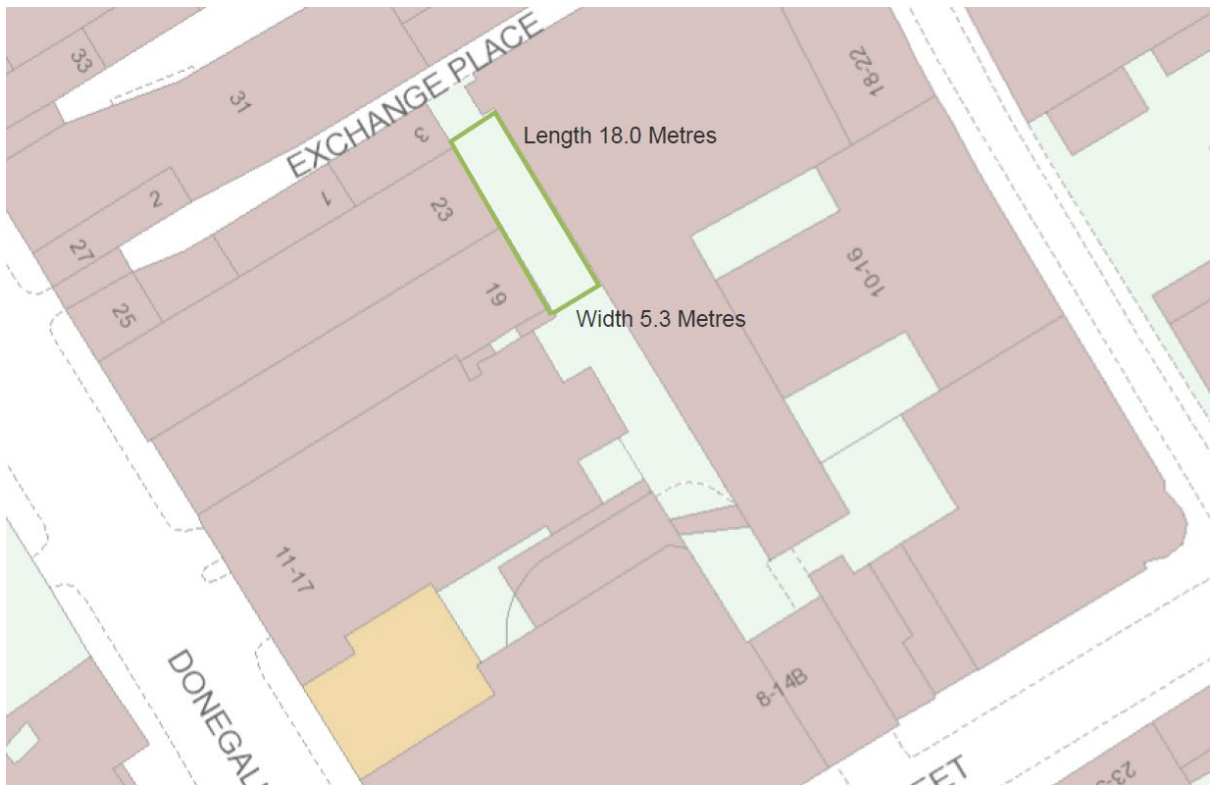 33
31
EXCHANGE PLACE
18-22
3
Length 18.0 Metres
2
1
23
27
10-16
25
19
Width 5.3 Metres
11-17
DONEGALL
8-14B